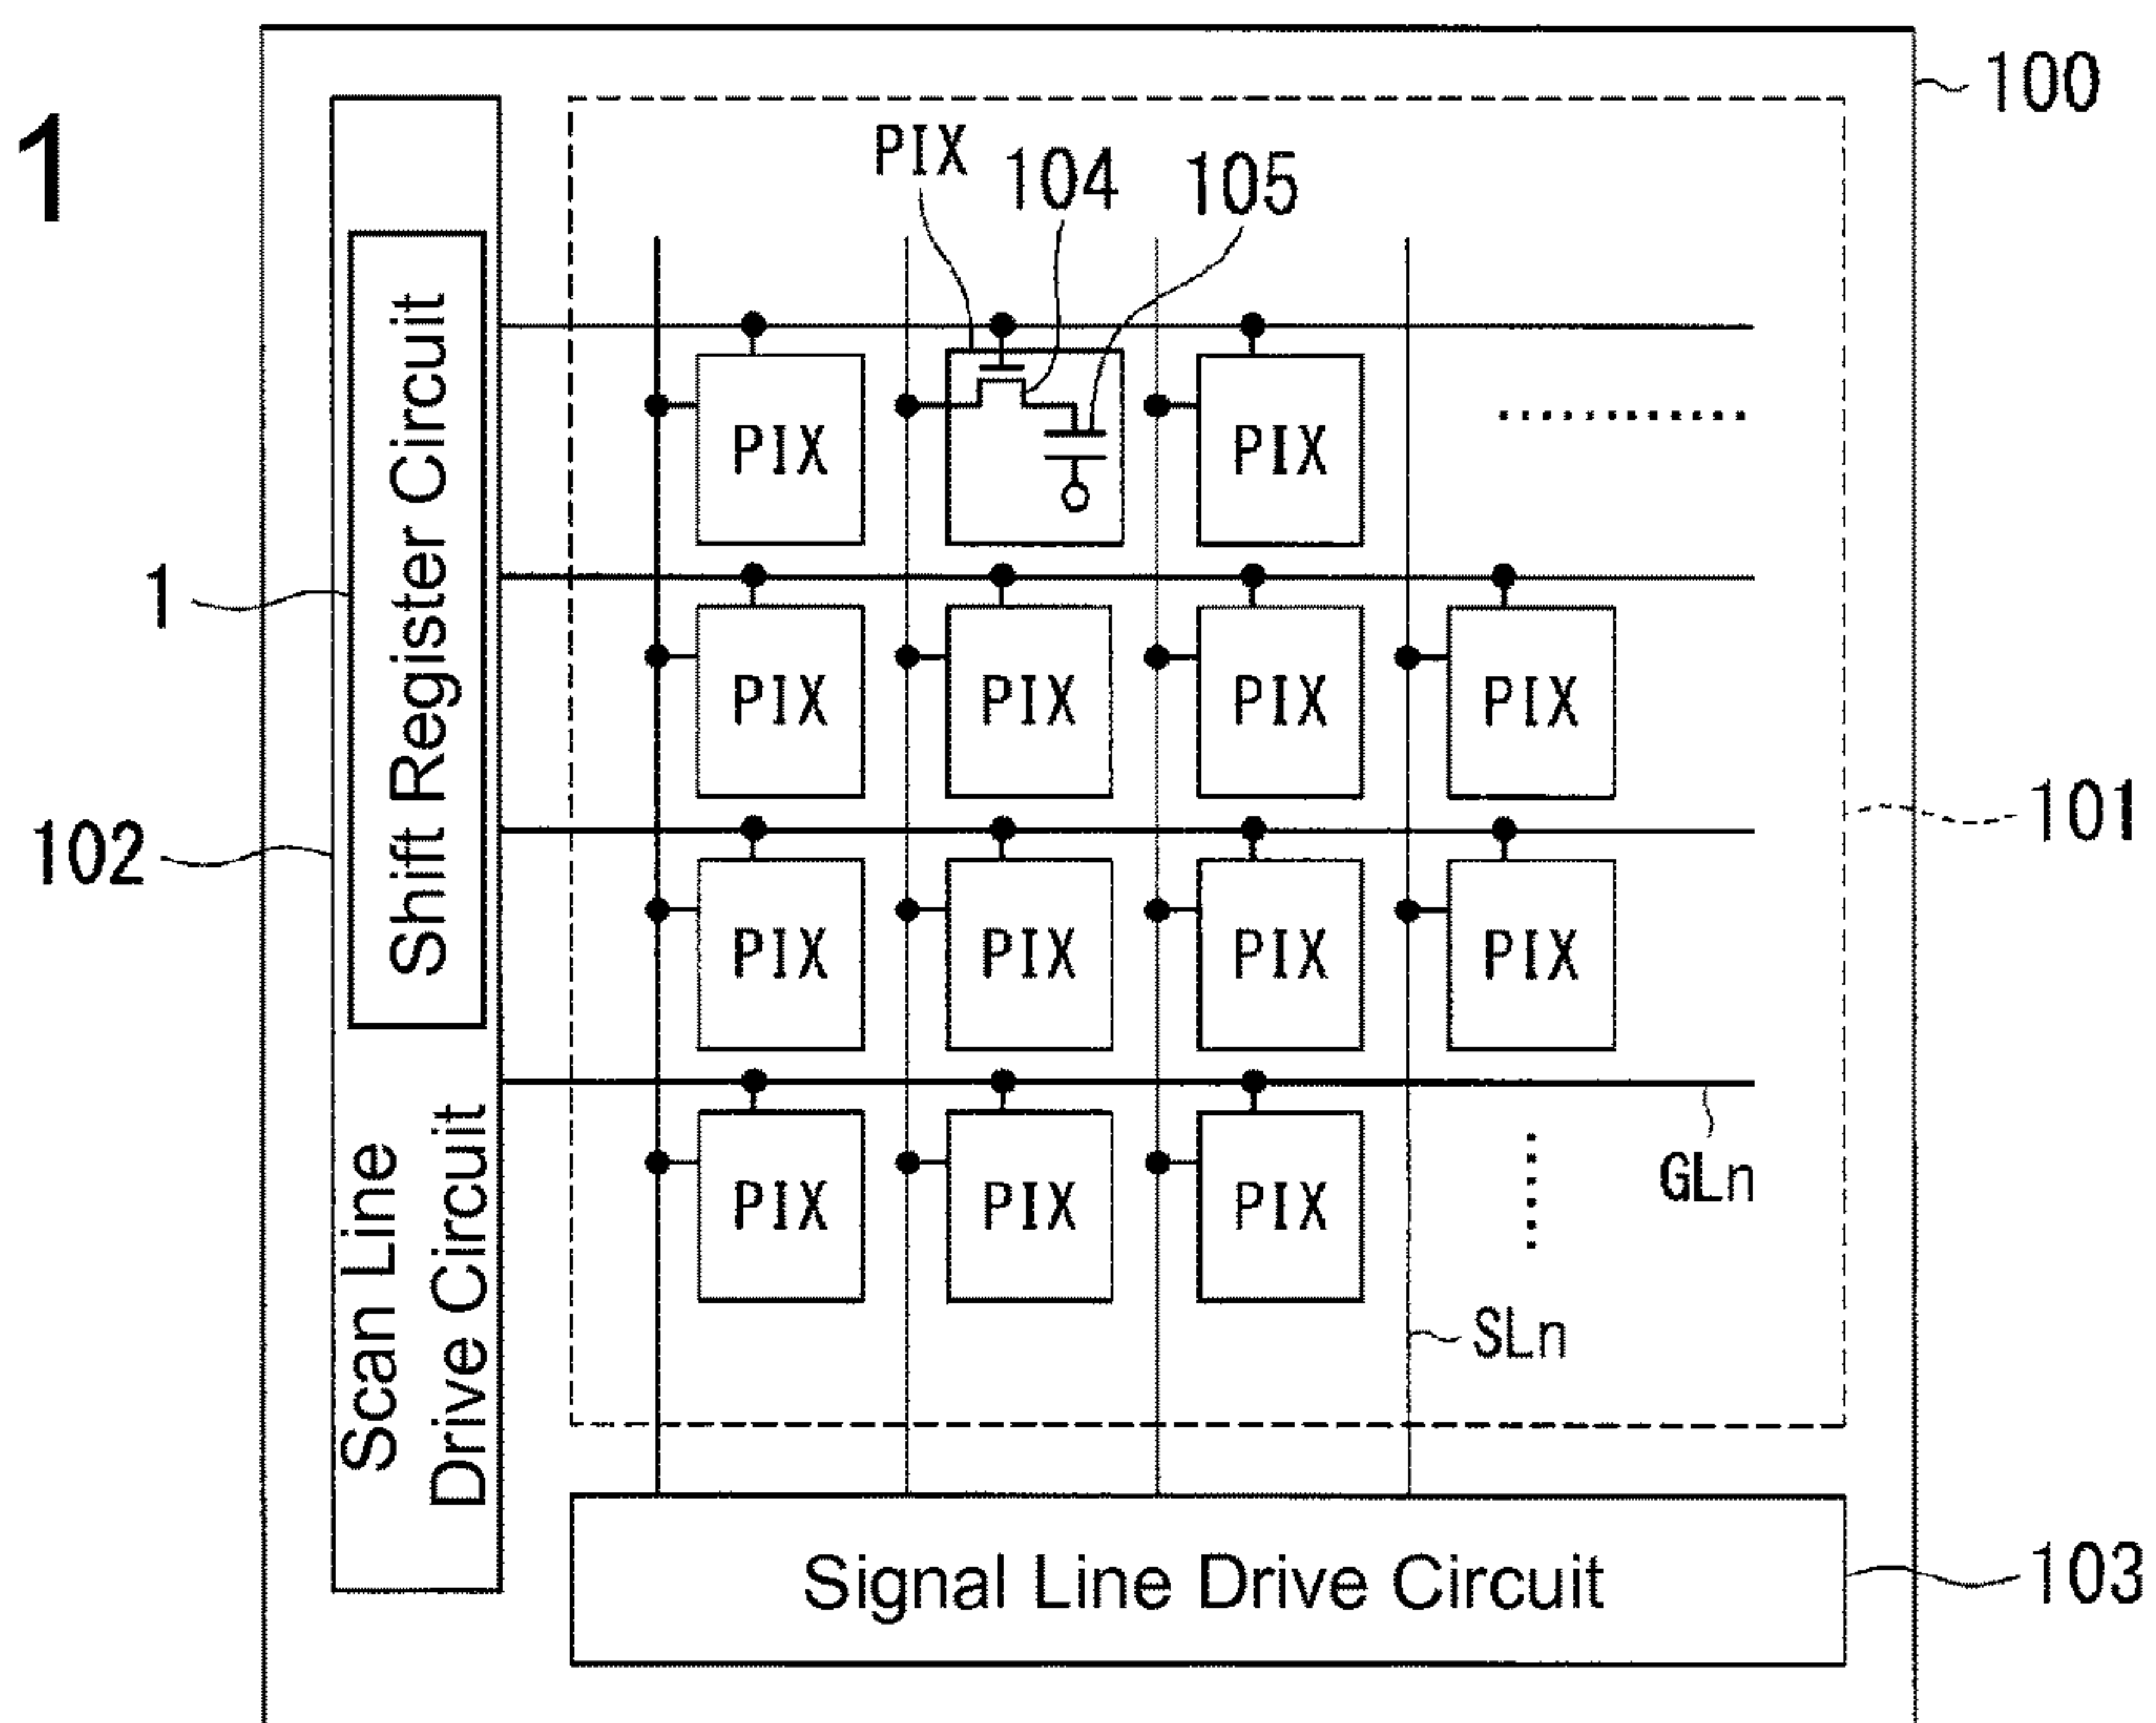 1
100
PIX
104
105
Shift Register Circuit
PIX
PIX
1
PIX
PIX
PIX
PIX
101
102
PIX
PIX
PIX
PIX
Scan Line
Drive Circuit
PIX
PIX
PIX
GLn
SLn
Signal Line Drive Circuit
103